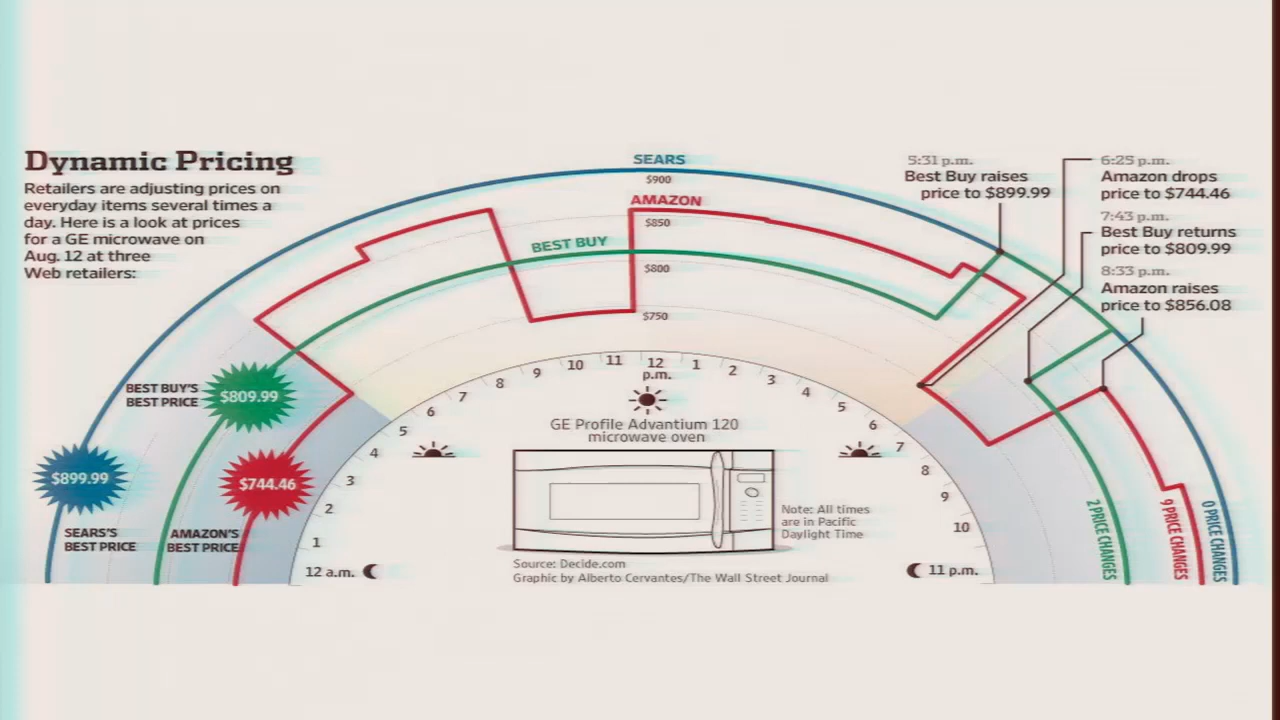 Dynamic Pricing
Retailers are adjusting prices on
everyday items several times a
day. Here is a look at prices
for a GE microwave on
Aug. 12 at three
Web retailers:
SEARS
$900
AMAZON
$850
BEST BUY
$800
$750
5:31 p.m.
Best Buy raises
price to $899.99
6:25 p.m.
Amazon drops
price to $744.46
7:43 p.m.
Best Buy returns
price to $809.99
8:33 p.m.
Amazon raises
price to $856.08
BEST BUY'S
BEST PRICE
$809.99
$899.99
SEARS'S
BEST PRICE
$744.46
AMAZON'S
BEST PRICE
12 a.m.
1
2
3
4
5
6
7
8
9
10
11
12
p.m.
1
2
3
4
5
6
7
8
9
10
11 p.m.
GE Profile Advantium 120
microwave oven
Note: All times
are in Pacific
Daylight Time
Source: Decide.com
Graphic by Alberto Cervantes/The Wall Street Journal
2 PRICE CHANGES
9 PRICE CHANGES
0 PRICE CHANGES